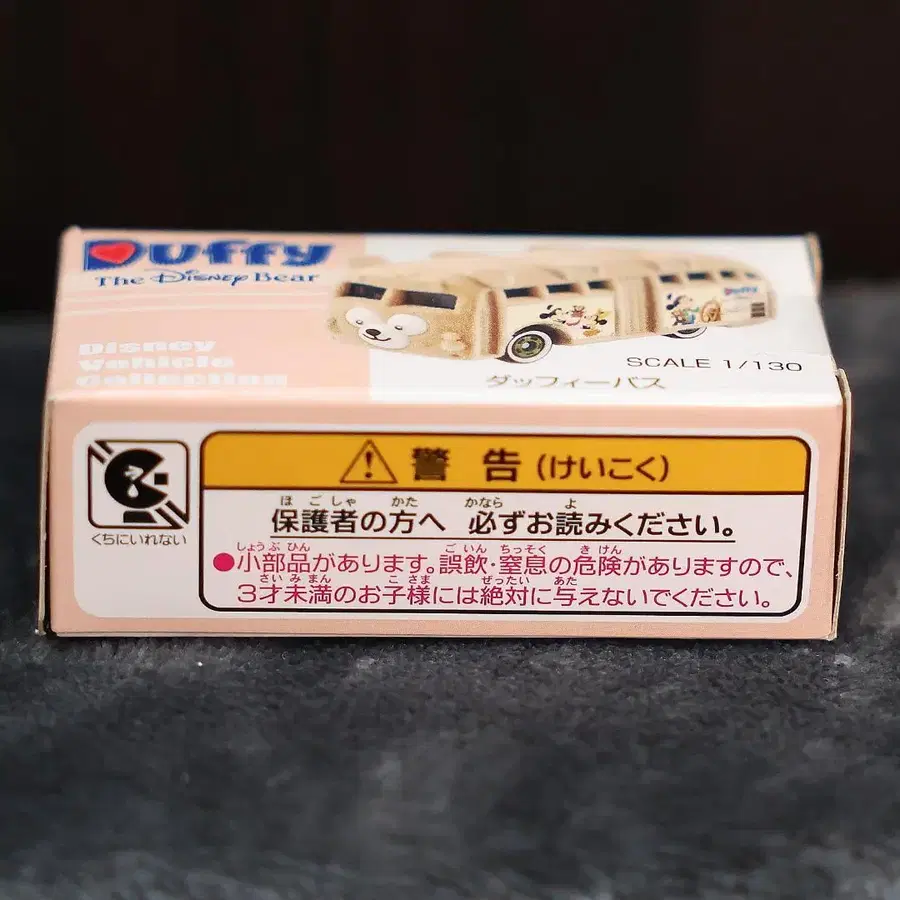 Duffy
The Disney Bear
Disney
Vehicle
Collection
Duffy
SCALE 1/130
ダッフィーバス
警告(けいこく)
ほごしゃ かた かなら よ
保護者の方へ 必ずお読みください。
くちにいれない
しょうぶひん ごいん ちっそく きけん
●小部品があります。誤飲・窒息の危険がありますので、
さいみまん こさま ぜったい あた
3才未満のお子様には絶対に与えないでください。